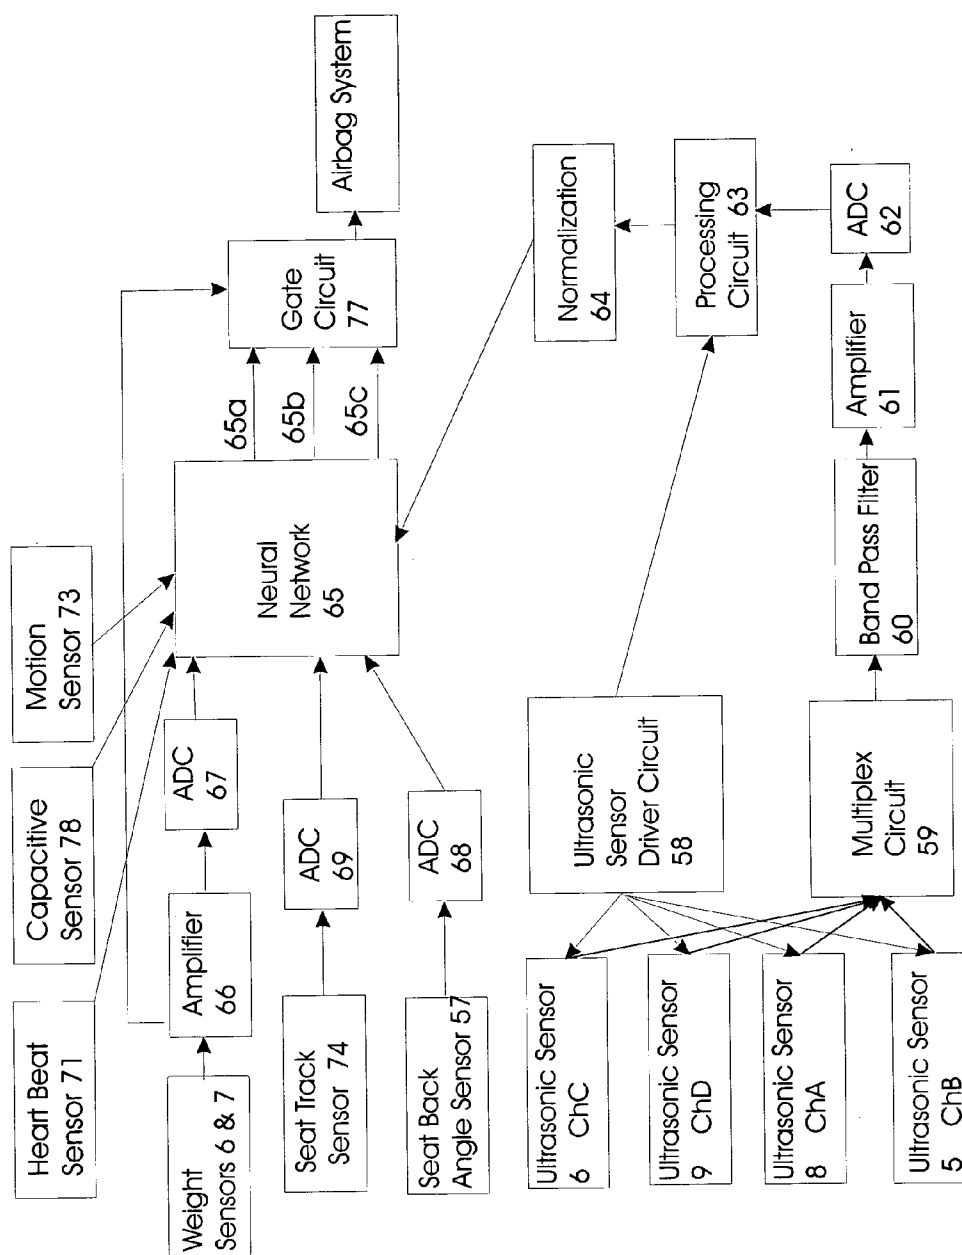 Heart Beat
Sensor 71
Capacitive
Sensor 78
Motion
Sensor 73
Weight
Sensors 6 & 7
Amplifier
66
ADC
67
Seat Track
Sensor 74
ADC
69
Seat Back
Angle Sensor 57
ADC
68
Neural
Network
65
65a
65b
65c
Gate
Circuit
77
Airbag System
Ultrasonic Sensor
6 ChC
Ultrasonic Sensor
9 ChD
Ultrasonic Sensor
8 ChA
Ultrasonic Sensor
5 ChB
Ultrasonic
Sensor
Driver Circuit
58
Multiplex
Circuit
59
Band Pass Filter
60
Amplifier
61
ADC
62
Processing
Circuit 63
Normalization
64